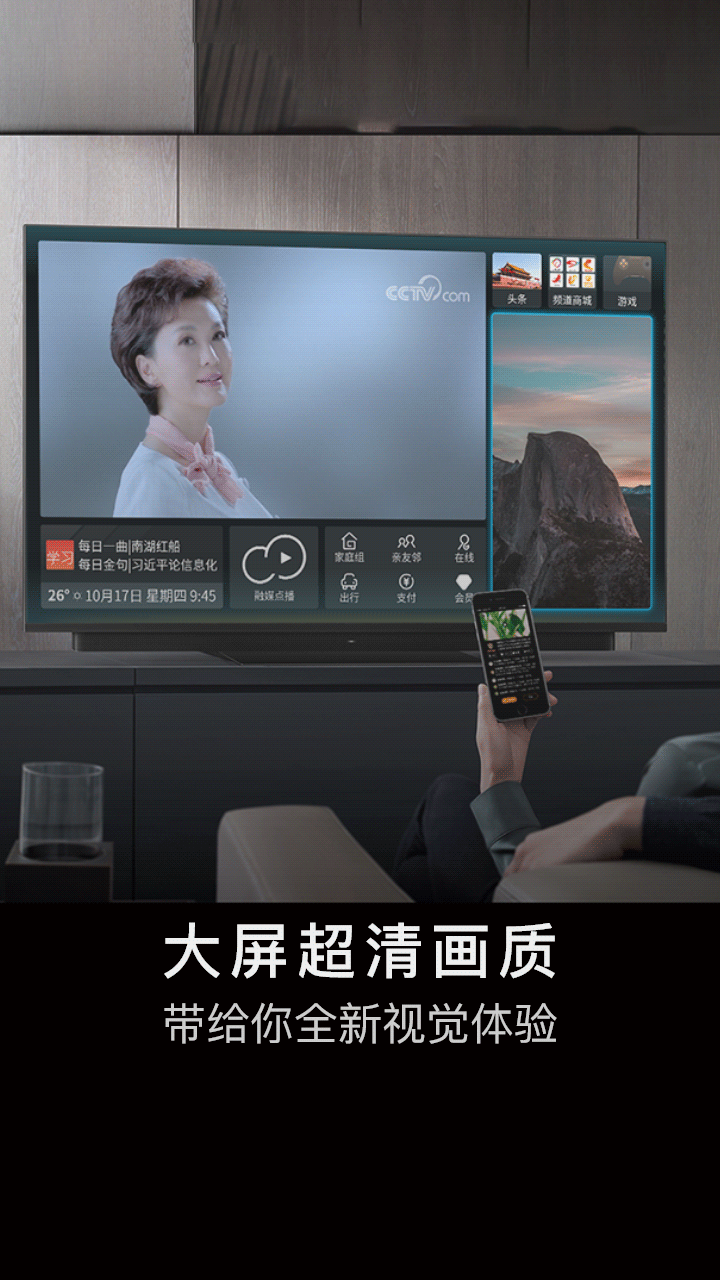 CCTV.com
头条
频道商城
游戏
学习
每日一曲|南湖红船
每日金句|习近平论信息化
26° 10月17日 星期四 9:45
融媒点播
家庭组
亲友邻
在线
出行
¥
支付
会员
大屏超清画质
带给你全新视觉体验